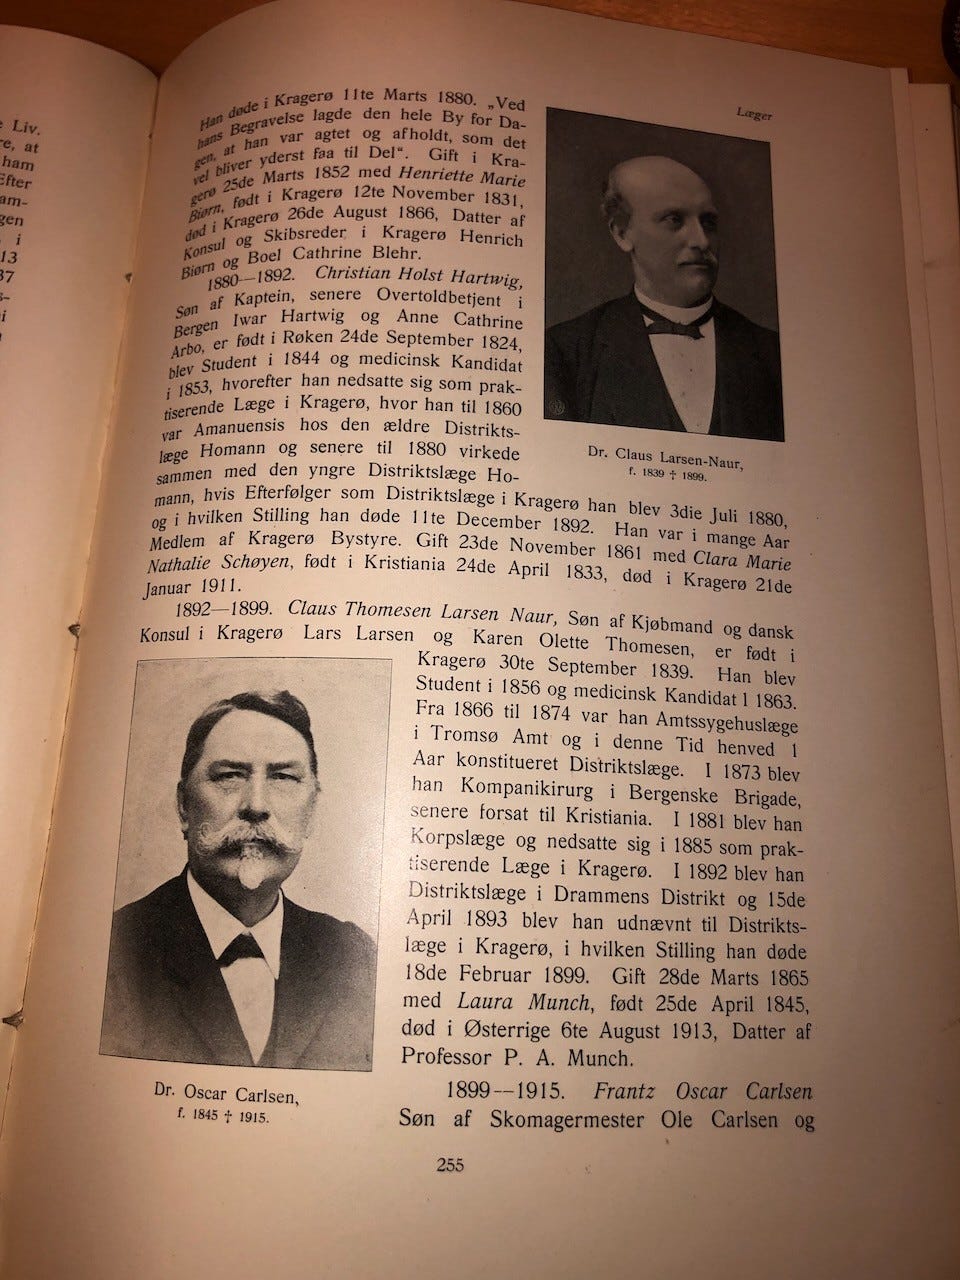 e Liv.
re, at
ham
Efter
am-
gen
i
13
37
s-
Læger
Han døde i Kragerø 11te Marts 1880. „Ved
hans Begravelse lagde den hele By for Da-
gen, at han var agtet og afholdt, som det
vel bliver yderst faa til Del“. Gift i Kra-
gerø 25de Marts 1852 med Henriette Marie
Biørn, født i Kragerø 12te November 1831,
død i Kragerø 26de August 1866, Datter af
Konsul og Skibsreder i Kragerø Henrich
Biørn og Boel Cathrine Blehr.
1880—1892. Christian Holst Hartwig,
Søn af Kaptein, senere Overtoldbetjent i
Bergen Iwar Hartwig og Anne Cathrine
Arbo, er født i Røken 24de September 1824,
blev Student i 1844 og medicinsk Kandidat
i 1853, hvorefter han nedsatte sig som prak-
tiserende Læge i Kragerø, hvor han til 1860
var Amanuensis hos den ældre Distrikts-
læge Homann og senere til 1880 virkede
sammen med den yngre Distriktslæge Ho-
mann, hvis Efterfølger som Distriktslæge i Kragerø han blev 3die Juli 1880,
og i hvilken Stilling han døde 11te December 1892. Han var i mange Aar
Medlem af Kragerø Bystyre. Gift 23de November 1861 med Clara Marie
Nathalie Schøyen, født i Kristiania 24de April 1833, død i Kragerø 21de
Januar 1911.
Dr. Claus Larsen-Naur,
f. 1839 † 1899.
1892—1899. Claus Thomesen Larsen Naur, Søn af Kjøbmand og dansk
Konsul i Kragerø Lars Larsen og Karen Olette Thomesen, er født i
Kragerø 30te September 1839. Han blev
Student i 1856 og medicinsk Kandidat 1 1863.
Fra 1866 til 1874 var han Amtssygehuslæge
i Tromsø Amt og i denne Tid henved 1
Aar konstitueret Distriktslæge. I 1873 blev
han Kompanikirurg i Bergenske Brigade,
senere forsat til Kristiania. I 1881 blev han
Korpslæge og nedsatte sig i 1885 som prak-
tiserende Læge i Kragerø. I 1892 blev han
Distriktslæge i Drammens Distrikt og 15de
April 1893 blev han udnævnt til Distrikts-
læge i Kragerø, i hvilken Stilling han døde
18de Februar 1899. Gift 28de Marts 1865
med Laura Munch, født 25de April 1845,
død i Østerrige 6te August 1913, Datter af
Professor P. A. Munch.
1899—1915. Frantz Oscar Carlsen
Søn af Skomagermester Ole Carlsen og
Dr. Oscar Carlsen,
f. 1845 † 1915.
255